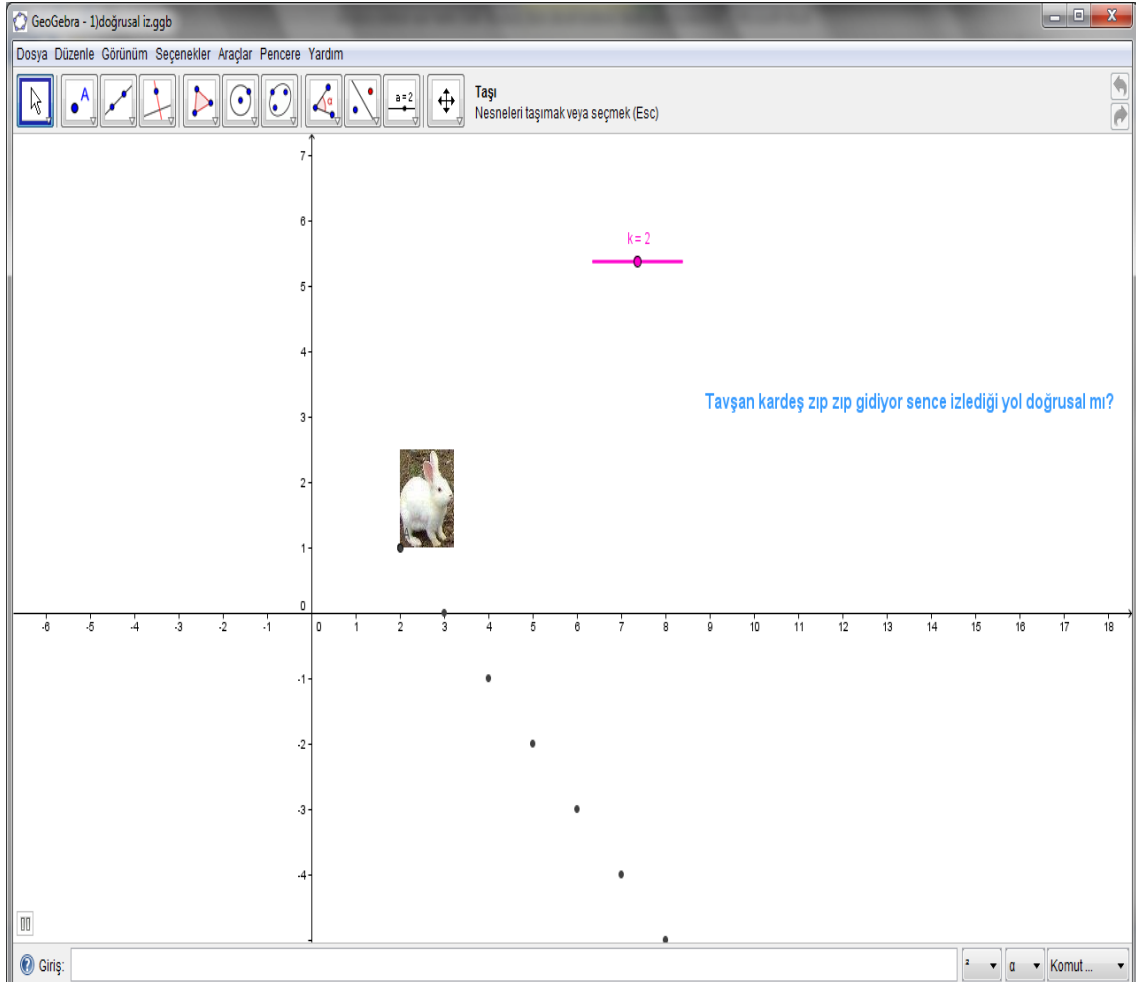 GeoGebra - 1)doğrusal iz.ggb
Dosya Düzenle Görünüm Seçenekler Araçlar Pencere Yardım
A
α
a = 2
Taşı
Nesneleri taşımak veya seçmek (Esc)
7
k = 2
6
5
4
Tavşan kardeş zıp zıp gidiyor sence izlediği yol doğrusal mı?
3
2
1
0
-6 -5 -4 -3 -2 -1 0 1 2 3 4 5 6 7 8 9 10 11 12 13 14 15 16 17 18
-1
-2
-3
-4
Giriş:
² α Komut ...